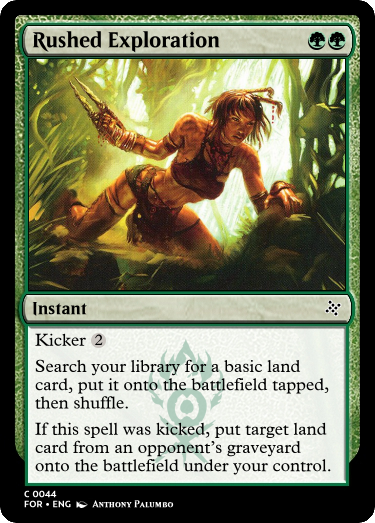 Rushed Exploration
Instant
Kicker 2
Search your library for a basic land
card, put it onto the battlefield tapped,
then shuffle.
If this spell was kicked, put target land
card from an opponent's graveyard
onto the battlefield under your control.
C 0044
FOR • ENG Anthony Palumbo